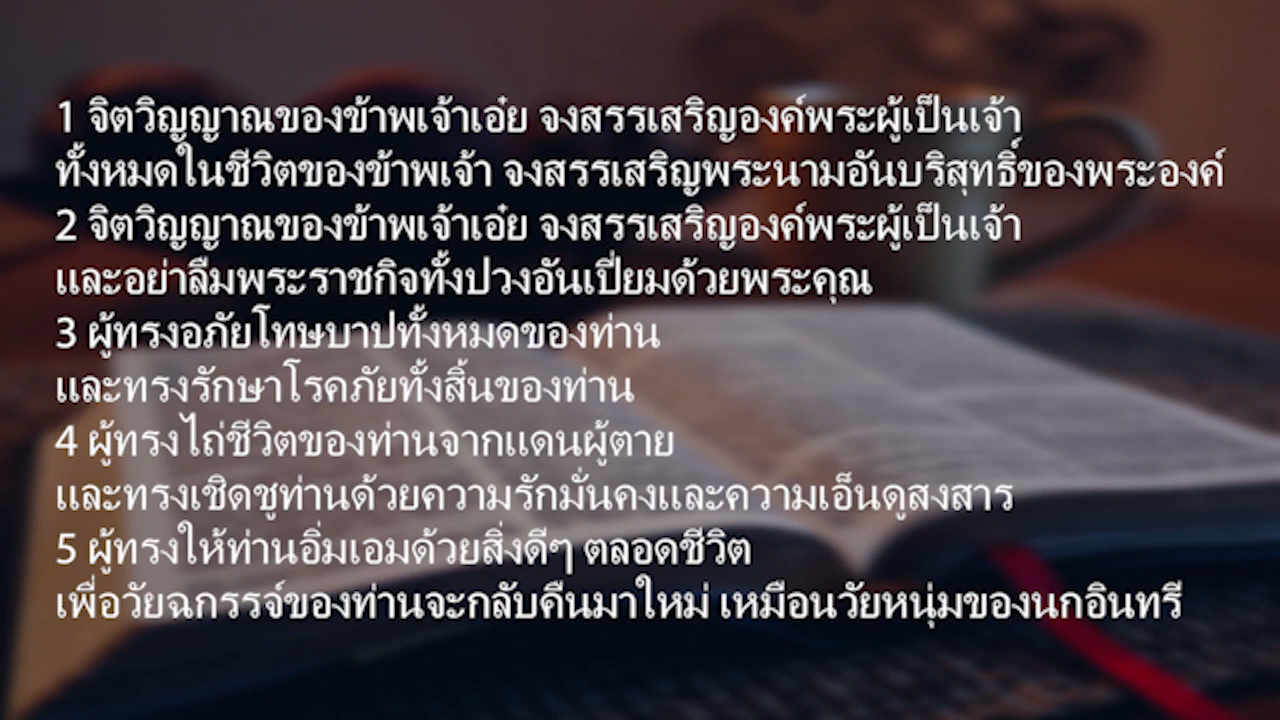 1 จิตวิญญาณของข้าพเจ้าเอ๋ย จงสรรเสริญองค์พระผู้เป็นเจ้า
ทั้งหมดในชีวิตของข้าพเจ้า จงสรรเสริญพระนามอันบริสุทธิ์ของพระองค์
2 จิตวิญญาณของข้าพเจ้าเอ๋ย จงสรรเสริญองค์พระผู้เป็นเจ้า
และอย่าลืมพระราชกิจทั้งปวงอันเปี่ยมด้วยพระคุณ
3 ผู้ทรงอภัยโทษบาปทั้งหมดของท่าน
และทรงรักษาโรคภัยทั้งสิ้นของท่าน
4 ผู้ทรงไถ่ชีวิตของท่านจากแดนผู้ตาย
และทรงเชิดชูท่านด้วยความรักมั่นคงและความเอ็นดูสงสาร
5 ผู้ทรงให้ท่านอิ่มเอมด้วยสิ่งดีๆ ตลอดชีวิต
เพื่อวัยฉกรรจ์ของท่านจะกลับคืนมาใหม่ เหมือนวัยหนุ่มของนกอินทรี